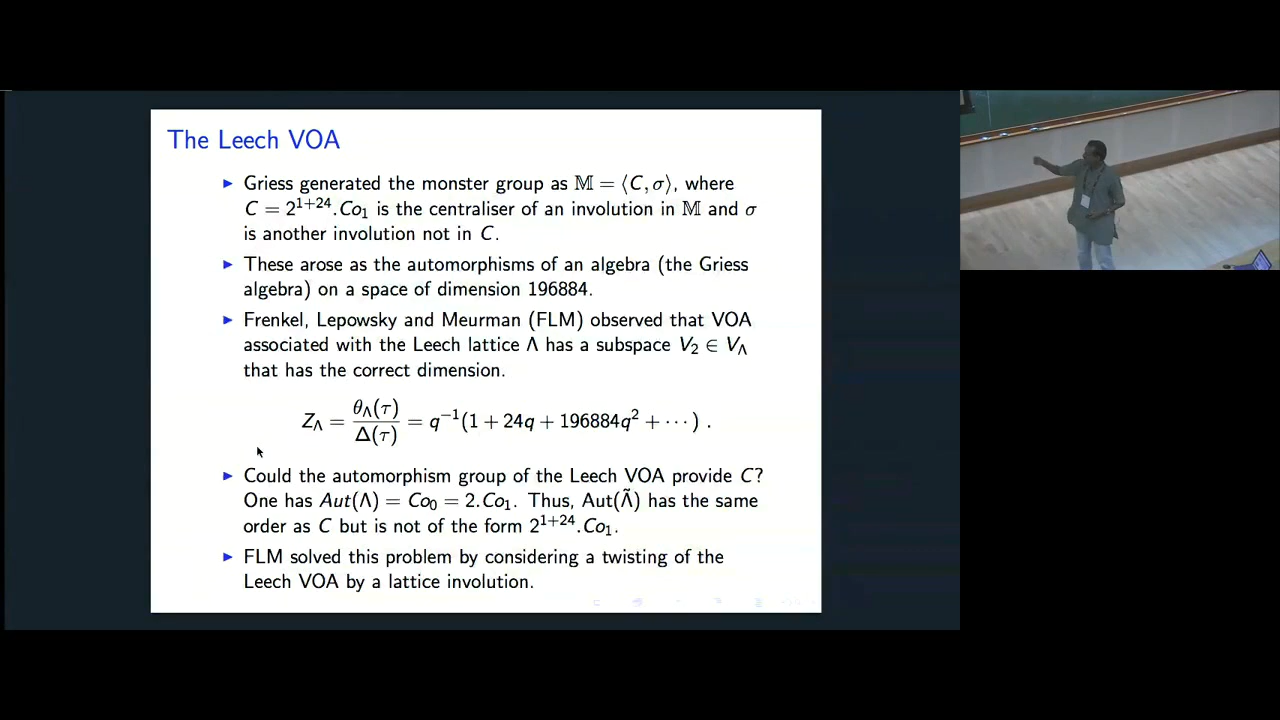 The Leech VOA
▶ Griess generated the monster group as 𝕄 = ⟨C, σ⟩, where
C = 2^{1+24}.Co₁ is the centraliser of an involution in 𝕄 and σ
is another involution not in C.
▶ These arose as the automorphisms of an algebra (the Griess
algebra) on a space of dimension 196884.
▶ Frenkel, Lepowsky and Meurman (FLM) observed that VOA
associated with the Leech lattice Λ has a subspace V₂ ∈ V_Λ
that has the correct dimension.
Z_Λ = θ_Λ(τ)/Δ(τ) = q⁻¹(1 + 24q + 196884q² + ⋯) .
▶ Could the automorphism group of the Leech VOA provide C?
One has Aut(Λ) = Co₀ = 2.Co₁. Thus, Aut(Λ̃) has the same
order as C but is not of the form 2^{1+24}.Co₁.
▶ FLM solved this problem by considering a twisting of the
Leech VOA by a lattice involution.